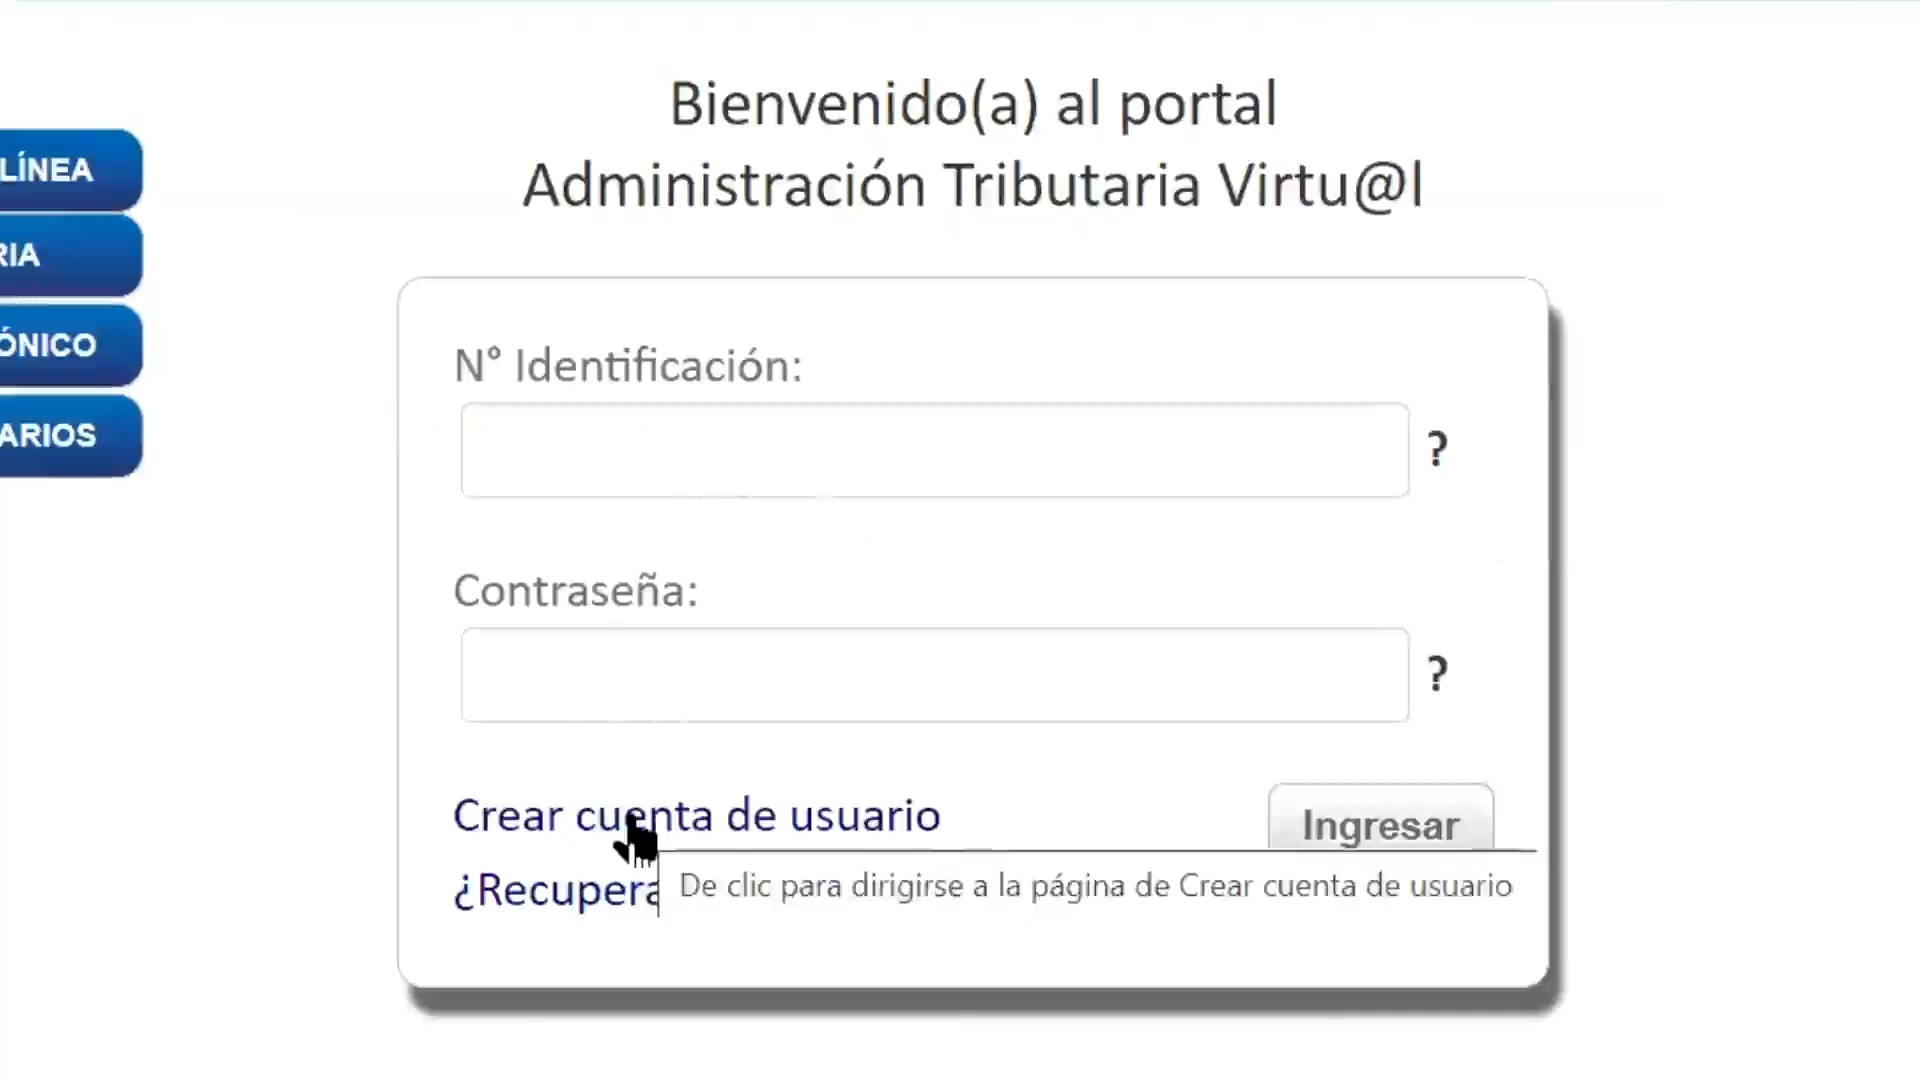 Bienvenido(a) al portal
Administración Tributaria Virtu@l
LÍNEA
RIA
ÓNICO
ARIOS
N° Identificación:
?
Contraseña:
?
Crear cuenta de usuario
Ingresar
¿Recupera
De clic para dirigirse a la página de Crear cuenta de usuario